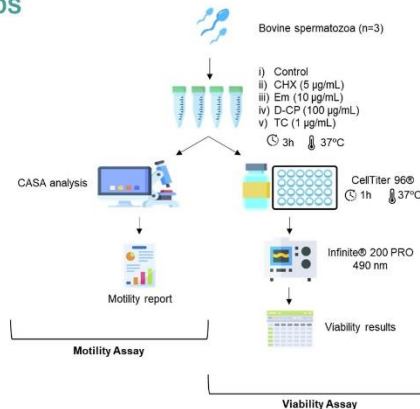 Bovine spermatozoa (n=3)
i) Control
ii) CHX (5 µg/mL)
iii) Em (10 µg/mL)
iv) D-CP (100 µg/mL)
v) TC (1 µg/mL)
3h 37ºC
CASA analysis
CellTiter 96®
1h 37ºC
Infinite® 200 PRO
490 nm
Motility report
Viability results
Motility Assay
Viability Assay